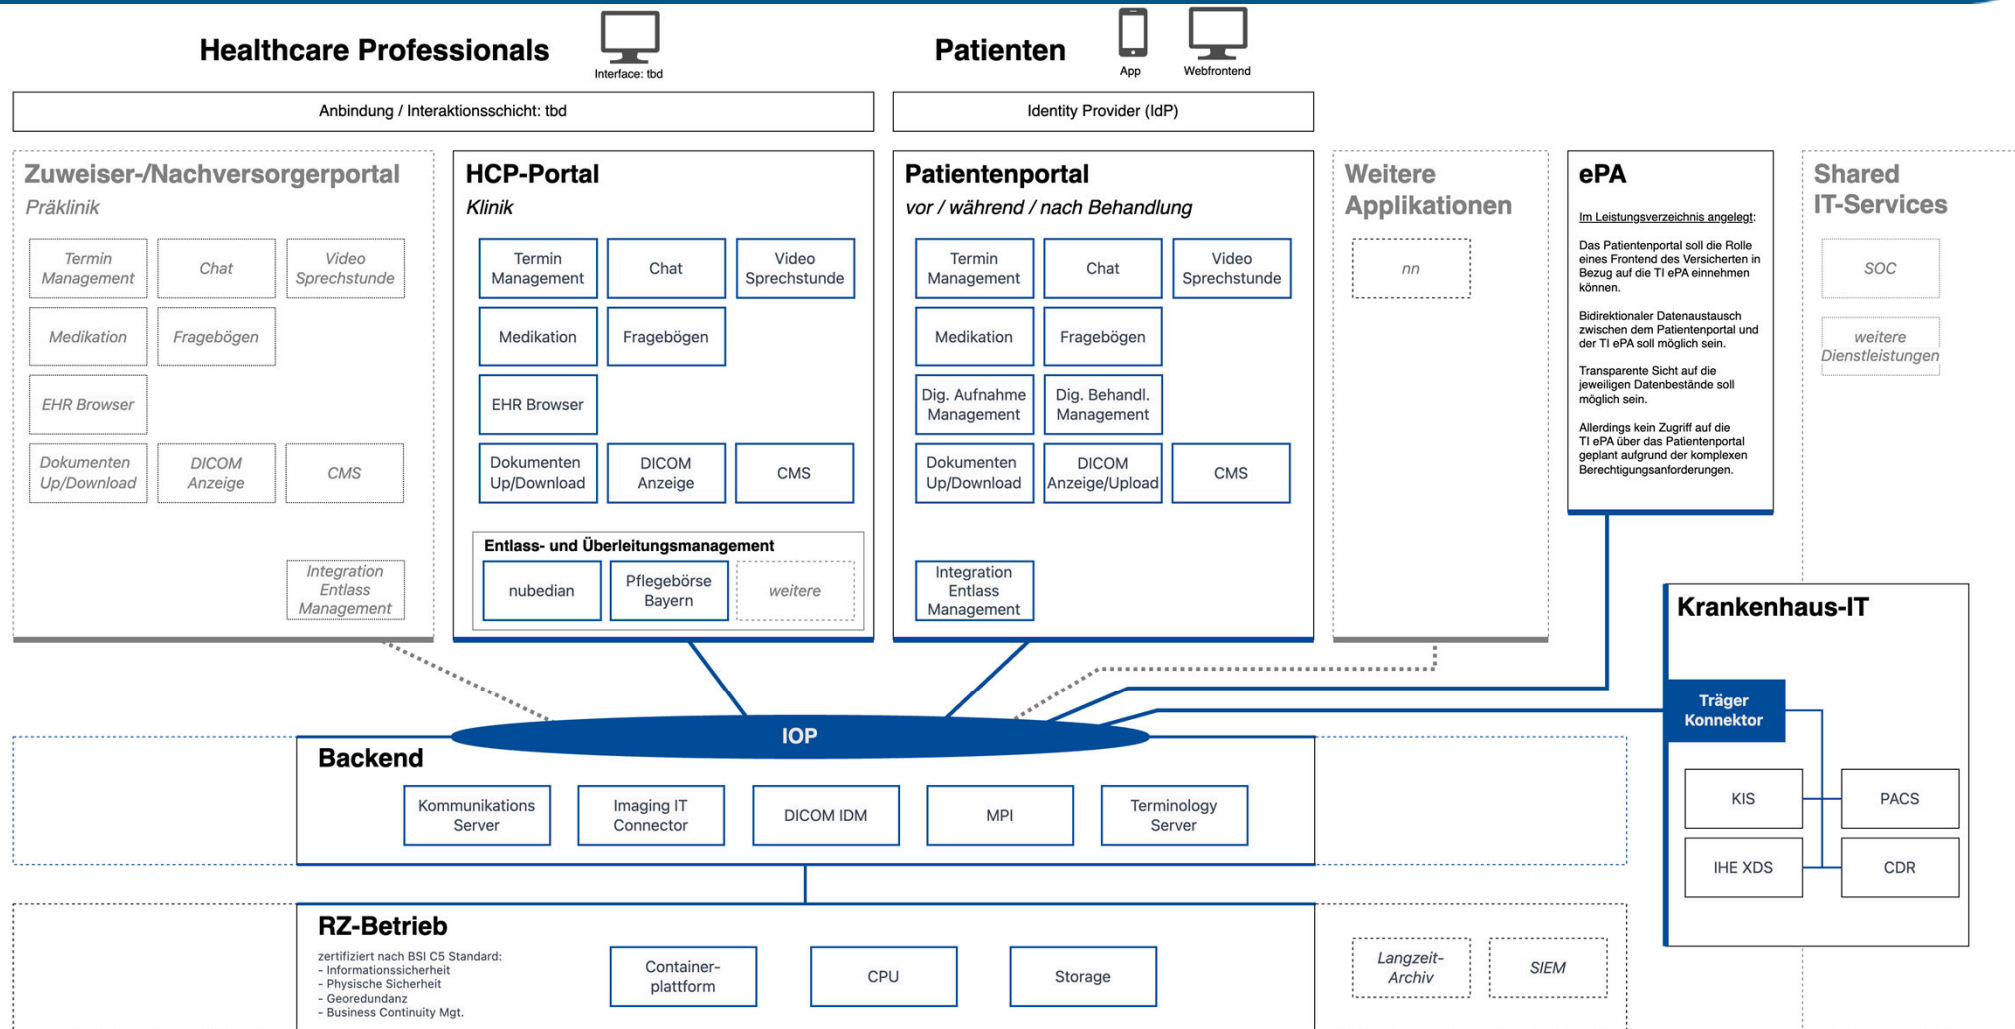 Healthcare Professionals
Interface: tbd
Patienten
App
Webfrontend
Anbindung / Interaktionsschicht: tbd
Identity Provider (IdP)
Zuweiser-/Nachversorgerportal
Präklinik
Termin
Management
Chat
Video
Sprechstunde
Medikation
Fragebögen
EHR Browser
Dokumenten
Up/Download
DICOM
Anzeige
CMS
Integration
Entlass
Management
HCP-Portal
Klinik
Termin
Management
Chat
Video
Sprechstunde
Medikation
Fragebögen
EHR Browser
Dokumenten
Up/Download
DICOM
Anzeige
CMS
Entlass- und Überleitungsmanagement
nubedian
Pflegebörse
Bayern
weitere
Patientenportal
vor / während / nach Behandlung
Termin
Management
Chat
Video
Sprechstunde
Medikation
Fragebögen
Dig. Aufnahme
Management
Dig. Behandl.
Management
Dokumenten
Up/Download
DICOM
Anzeige/Upload
CMS
Integration
Entlass
Management
Weitere
Applikationen
nn
ePA
Im Leistungsverzeichnis angelegt:
Das Patientenportal soll die Rolle
eines Frontend des Versicherten in
Bezug auf die TI ePA einnehmen
können.
Bidirektionaler Datenaustausch
zwischen dem Patientenportal und
der TI ePA soll möglich sein.
Transparente Sicht auf die
jeweiligen Datenbestände soll
möglich sein.
Allerdings kein Zugriff auf die
TI ePA über das Patientenportal
geplant aufgrund der komplexen
Berechtigungsanforderungen.
Shared
IT-Services
SOC
weitere
Dienstleistungen
Krankenhaus-IT
Träger
Konnektor
KIS
PACS
IHE XDS
CDR
IOP
Backend
Kommunikations
Server
Imaging IT
Connector
DICOM IDM
MPI
Terminology
Server
RZ-Betrieb
zertifiziert nach BSI C5 Standard:
- Informationssicherheit
- Physische Sicherheit
- Georedundanz
- Business Continuity Mgt.
Container-
plattform
CPU
Storage
Langzeit-
Archiv
SIEM